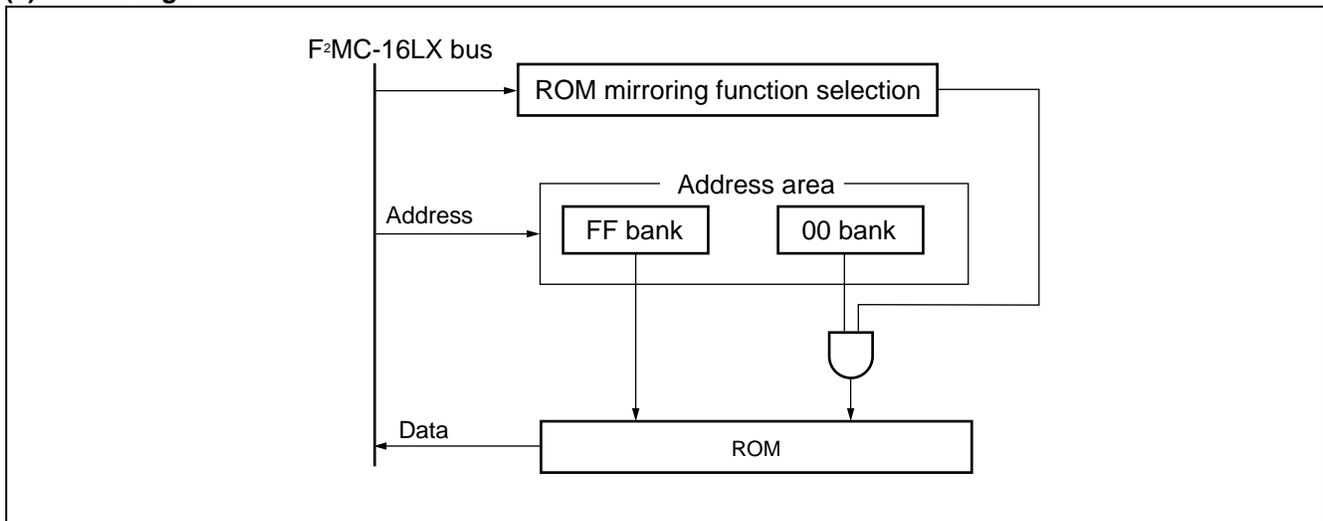 F²MC-16LX bus
ROM mirroring function selection
Address area
Address
FF bank
00 bank
Data
ROM